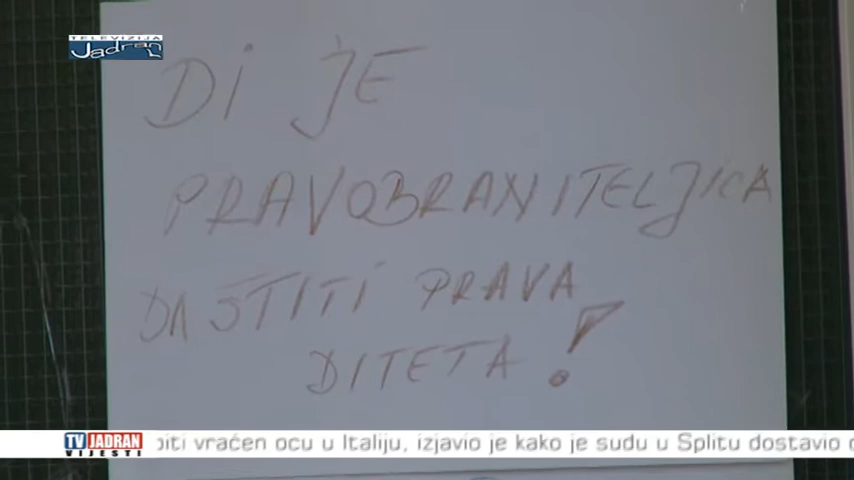 TELEVIZIJA
Jadran
DI JE
PRAVOBRANITELJICA
DA ŠTITI PRAVA
DITETA!
TV JADRAN
VIJESTI
biti vraćen ocu u Italiju, izjavio je kako je sudu u Splitu dostavio